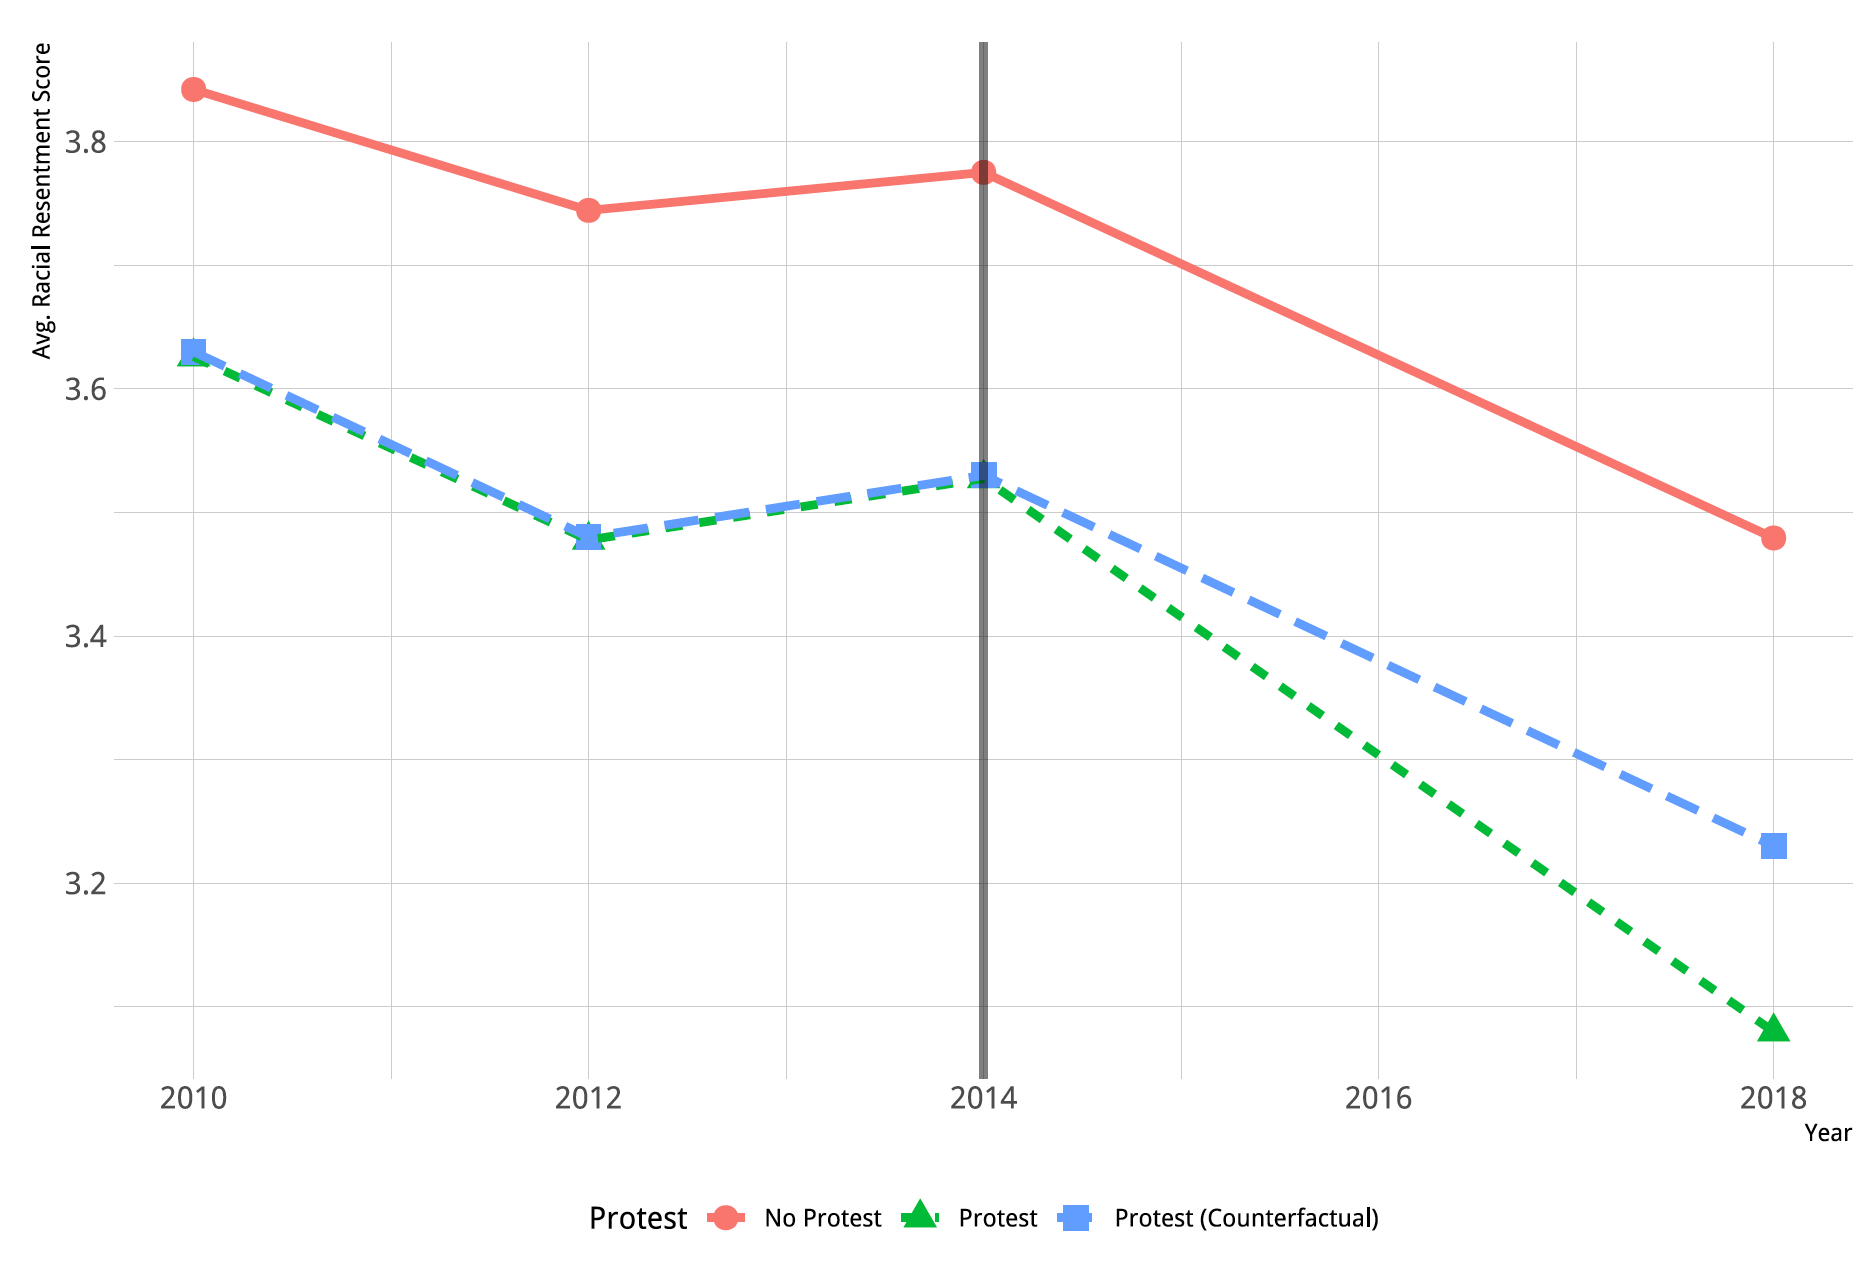 Avg. Racial Resentment Score
3.8
3.6
3.4
3.2
2010 2012 2014 2016 2018
Year
Protest No Protest Protest Protest (Counterfactual)